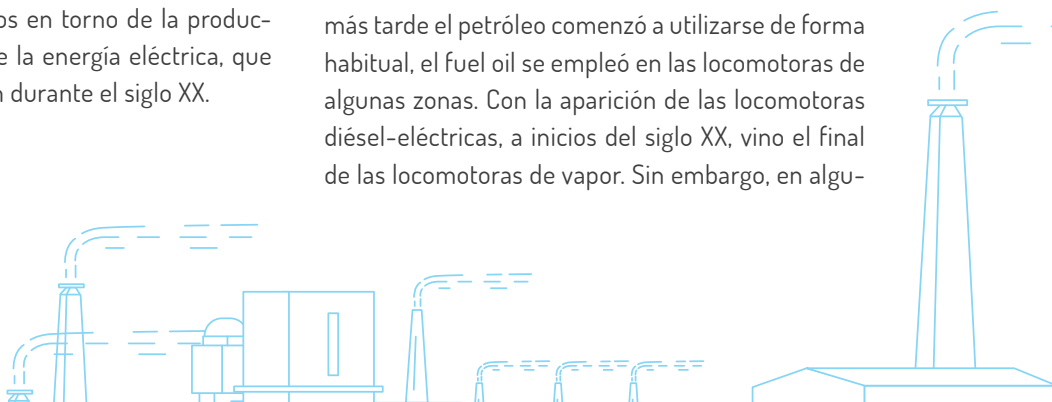 os en torno de la produc-
e la energía eléctrica, que
n durante el siglo XX.
más tarde el petróleo comenzó a utilizarse de forma
habitual, el fuel oil se empleó en las locomotoras de
algunas zonas. Con la aparición de las locomotoras
diésel-eléctricas, a inicios del siglo XX, vino el final
de las locomotoras de vapor. Sin embargo, en algu-